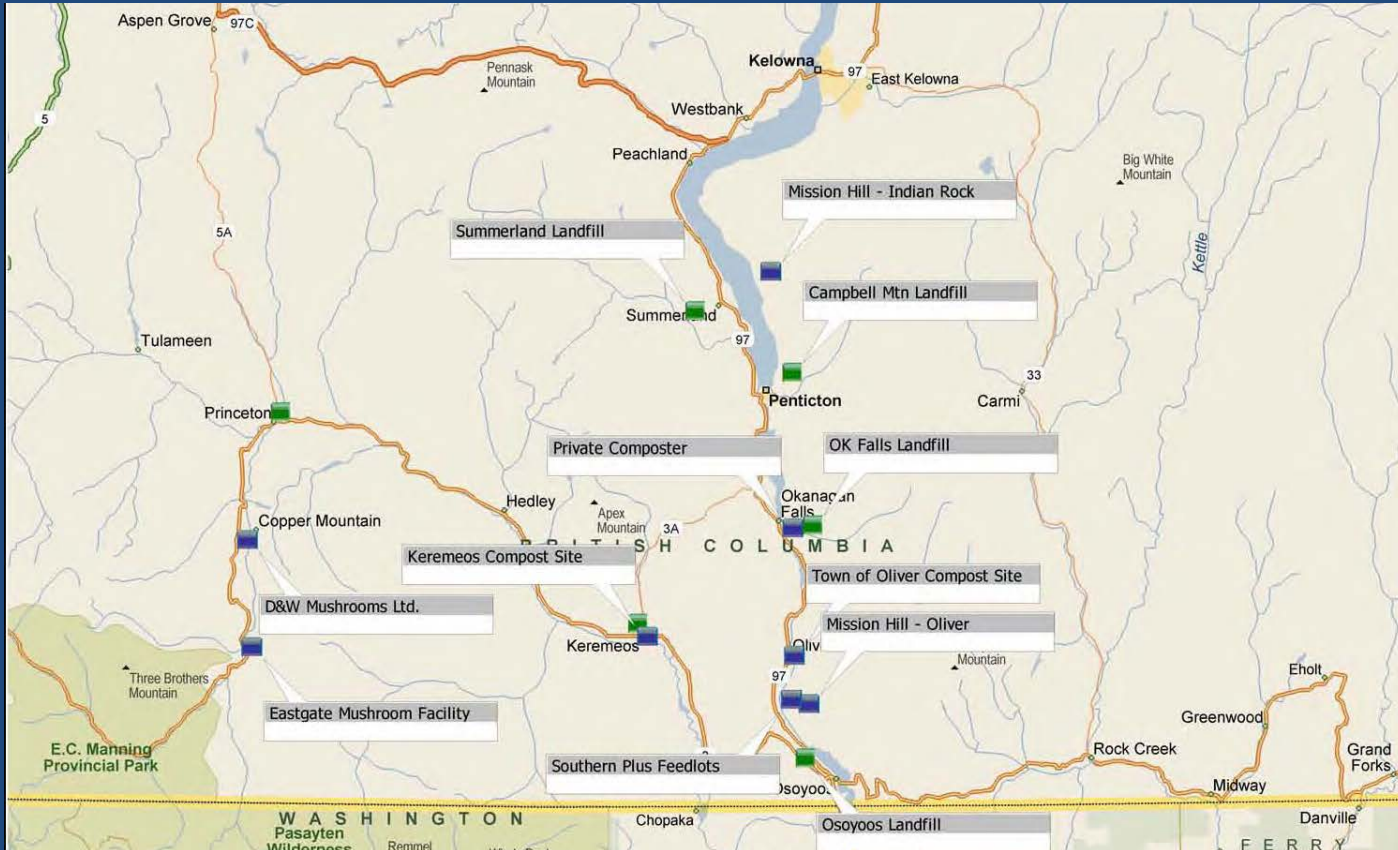 Aspen Grove
97C
Kelowna
97
East Kelowna
Pennask
Mountain
Westbank
5
Peachland
Big White
Mountain
Mission Hill - Indian Rock
5A
Summerland Landfill
Kettle
Campbell Mtn Landfill
Summerland
97
Tulameen
33
Carmi
Penticton
Princeton
Private Composter
OK Falls Landfill
Hedley
Okanagan
Falls
Apex
Mountain
3A
Copper Mountain
BRITISH COLUMBIA
Keremeos Compost Site
Town of Oliver Compost Site
D&W Mushrooms Ltd.
Mission Hill - Oliver
Keremeos
Oliv
Mountain
Three Brothers
Mountain
97
Eholt
Eastgate Mushroom Facility
Greenwood
E.C. Manning
Provincial Park
Rock Creek
Grand
Forks
Southern Plus Feedlots
Osoyoos
Midway
WASHINGTON
Chopaka
Osoyoos Landfill
Danville
Pasayten
Wilderness
Remmel
FERRY